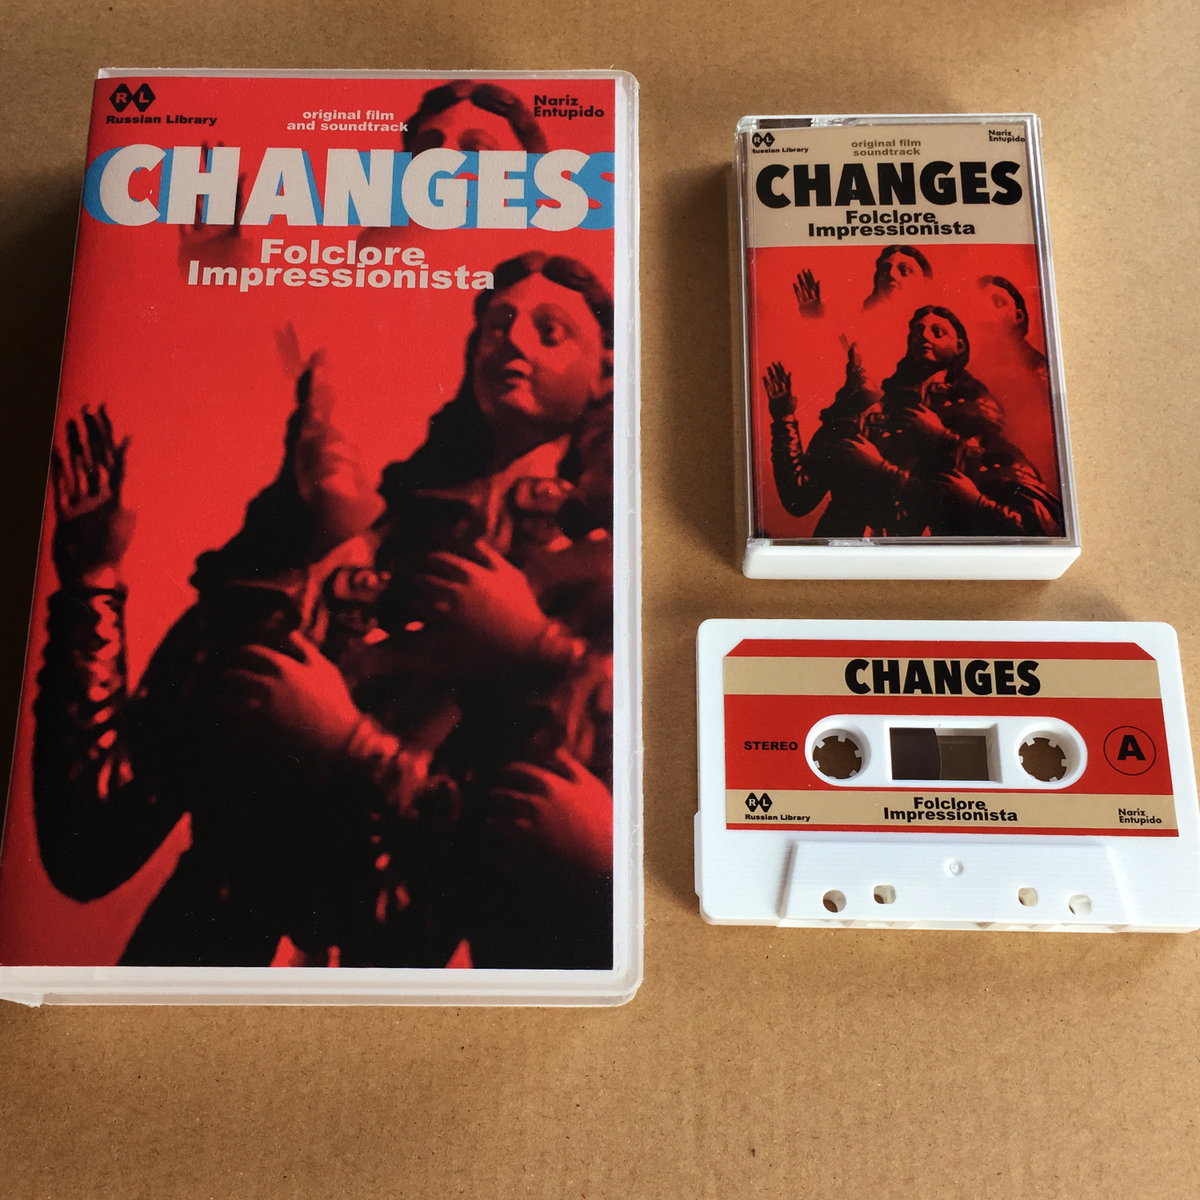 RL
Russian Library
original film
and soundtrack
Nariz
Entupido
CHANGES
Folclore
Impressionista
RL
Russian Library
original film
soundtrack
Nariz
Entupido
CHANGES
Folclore
Impressionista
CHANGES
STEREO
A
RL
Russian Library
Folclore
Impressionista
Nariz
Entupido